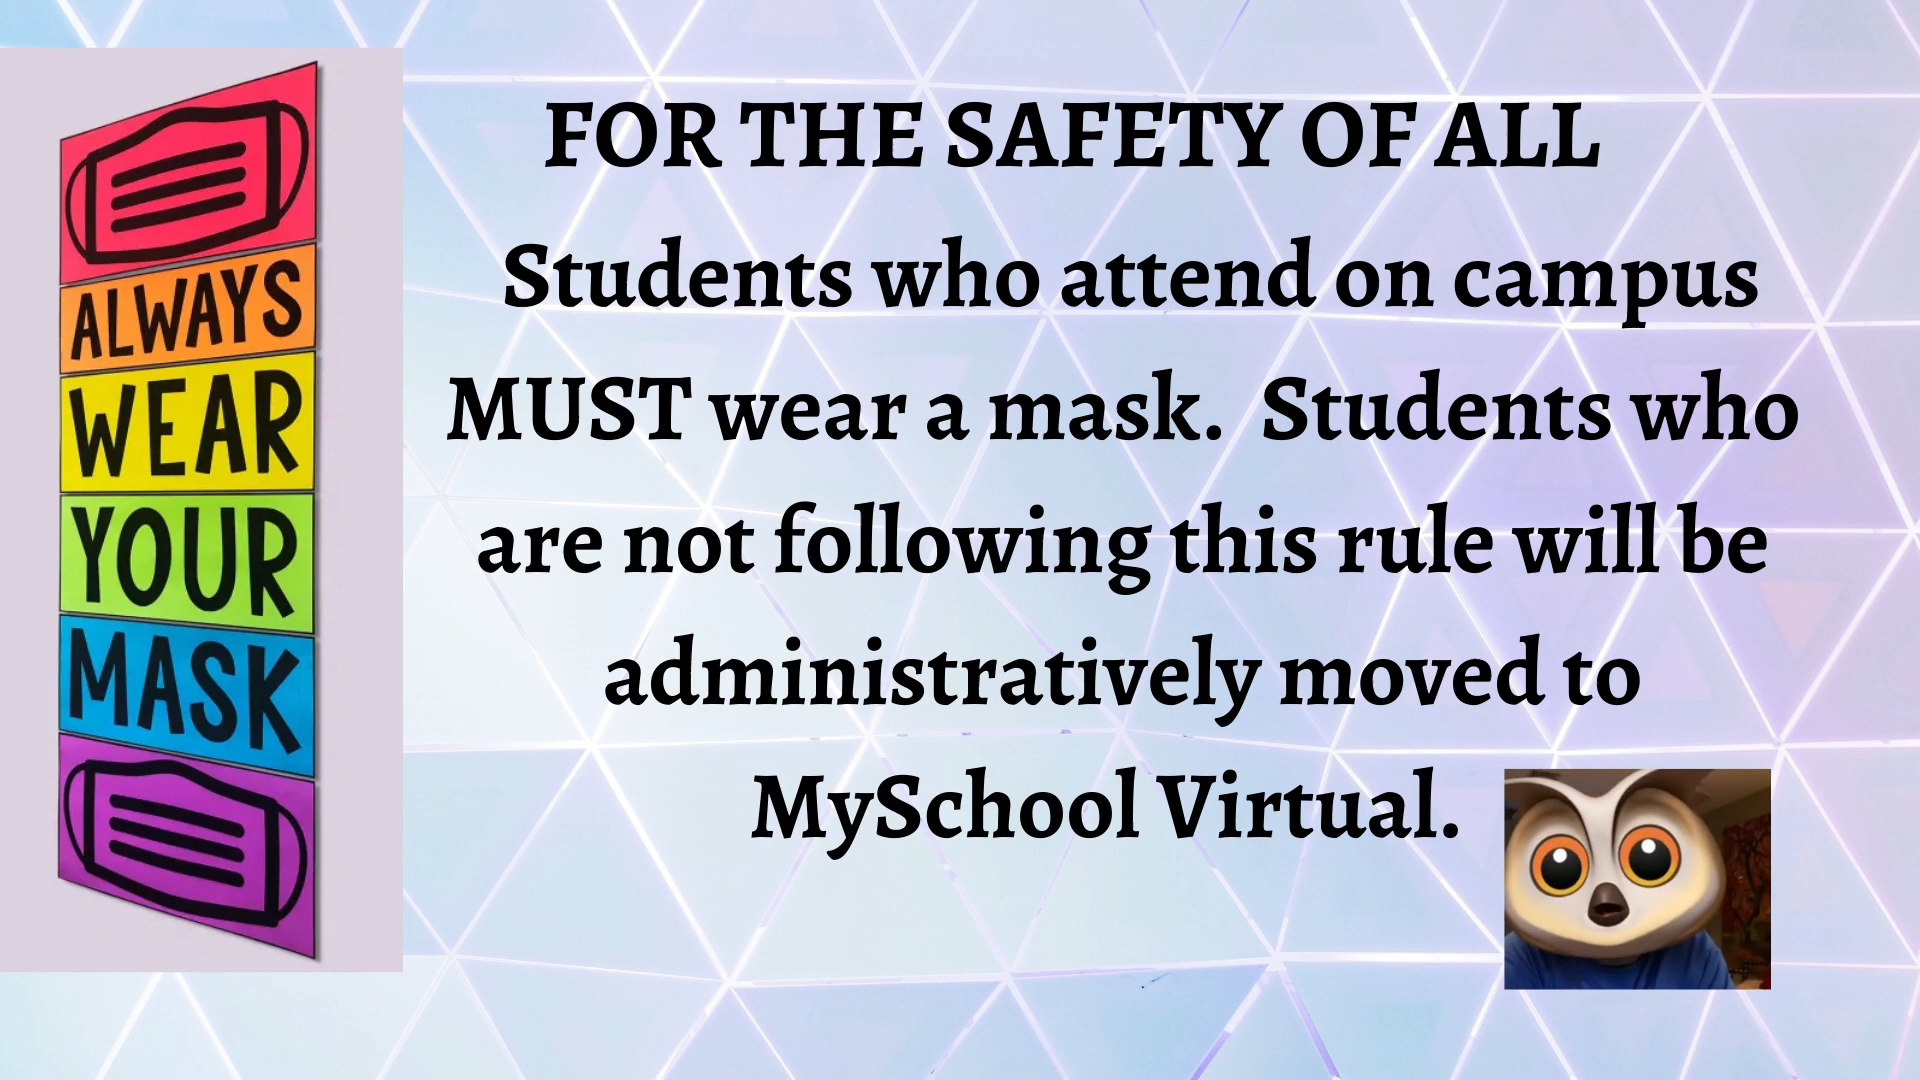 ALWAYS
WEAR
YOUR
MASK
FOR THE SAFETY OF ALL
Students who attend on campus
MUST wear a mask.  Students who
are not following this rule will be
administratively moved to
MySchool Virtual.